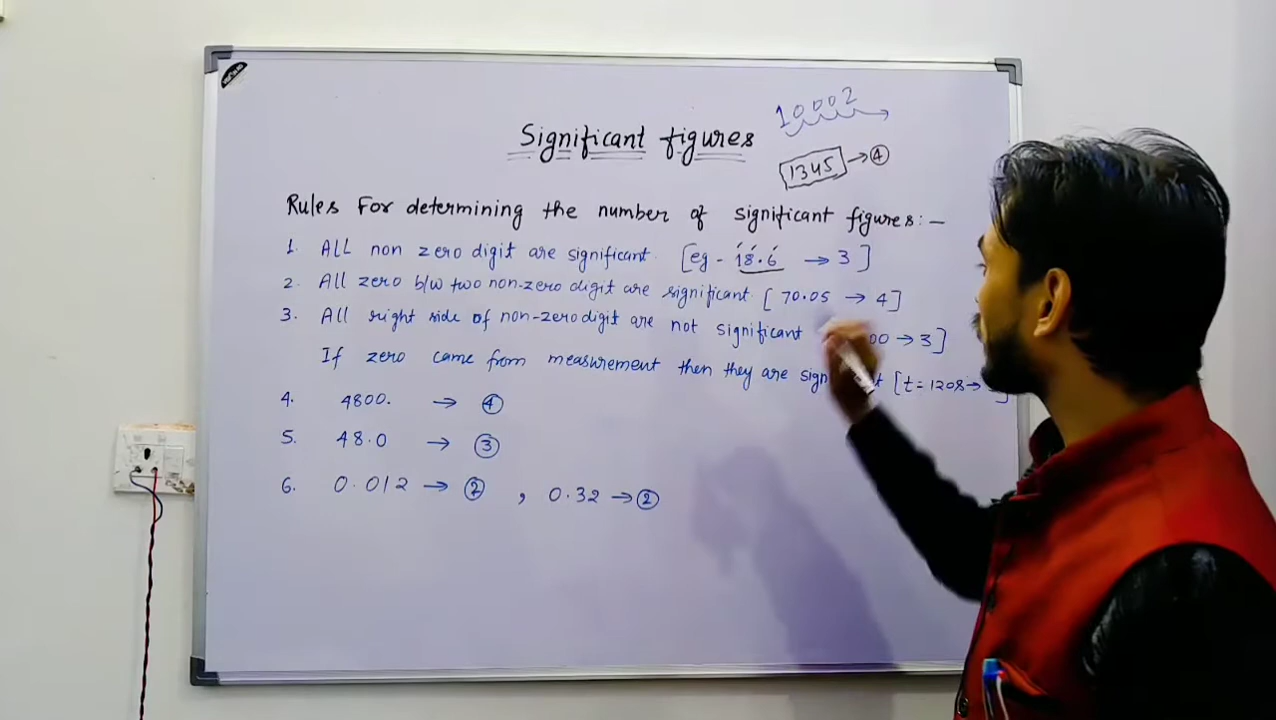 10002
Significant figures
1345 → 4
Rules For determining the number of significant figures:-
1. ALL non zero digit are significant. [eg - 18.6 → 3]
2. All zero b/w two non-zero digit are significant [70.05 → 4]
3. All right side of non-zero digit are not significant 00 → 3]
If zero came from measurement then they are [t = 120s →
4. 4800. → 4
5. 48.0 → 3
6. 0.012 → 2 , 0.32 → 2